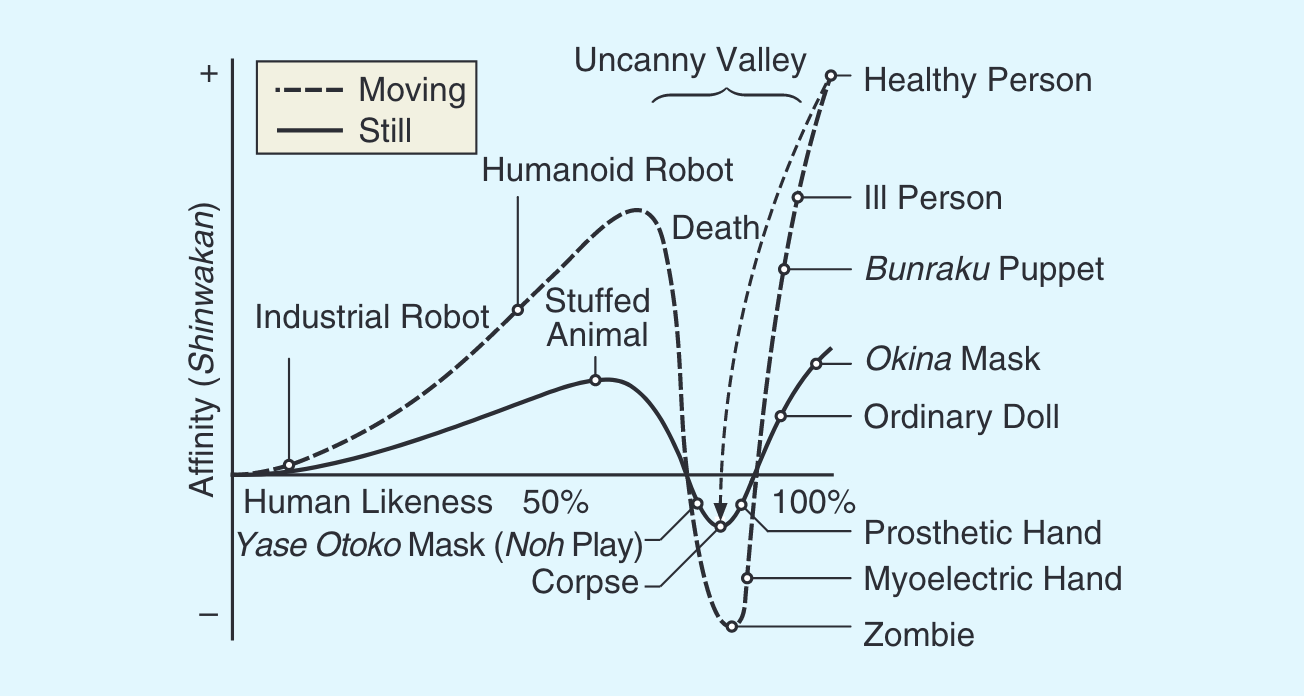 Uncanny Valley
+
Moving
Still
Healthy Person
Humanoid Robot
Ill Person
Death
Bunraku Puppet
Stuffed
Animal
Industrial Robot
Okina Mask
Ordinary Doll
Affinity (Shinwakan)
Human Likeness 50% 100%
Yase Otoko Mask (Noh Play)
Prosthetic Hand
Corpse
Myoelectric Hand
–
Zombie